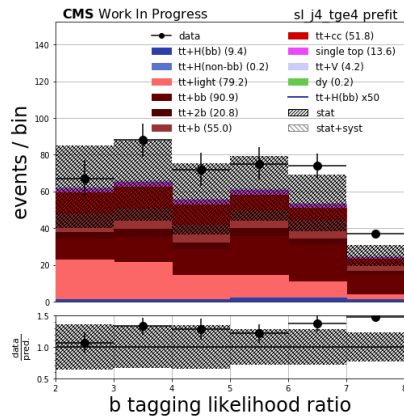 CMS Work In Progress sl_j4_tge4 prefit
data
tt+H(bb) (9.4)
tt+H(non-bb) (0.2)
tt+light (79.2)
tt+bb (90.9)
tt+2b (20.8)
tt+b (55.0)
tt+cc (51.8)
single top (13.6)
tt+V (4.2)
dy (0.2)
tt+H(bb) x50
stat
stat+syst
events / bin
140
120
100
80
60
40
20
0
data
pred.
1.5
1.0
0.5
2 3 4 5 6 7 8
b tagging likelihood ratio